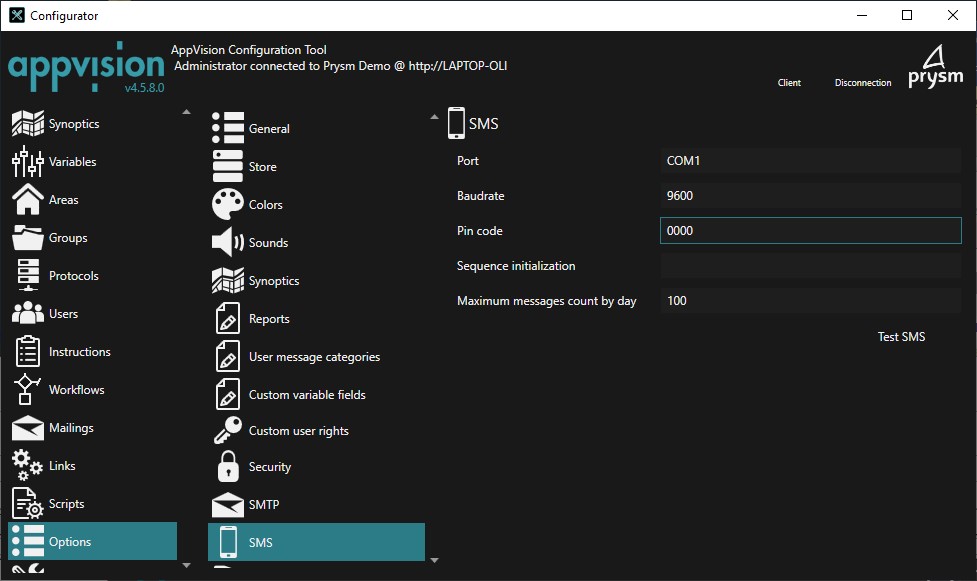 Configurator
appvision
v4.5.8.0
AppVision Configuration Tool
Administrator connected to Prysm Demo @ http://LAPTOP-OLI
Client
Disconnection
prysm
Synoptics
Variables
Areas
Groups
Protocols
Users
Instructions
Workflows
Mailings
Links
Scripts
Options
General
Store
Colors
Sounds
Synoptics
Reports
User message categories
Custom variable fields
Custom user rights
Security
SMTP
SMS
SMS
Port COM1
Baudrate 9600
Pin code 0000
Sequence initialization
Maximum messages count by day 100
Test SMS